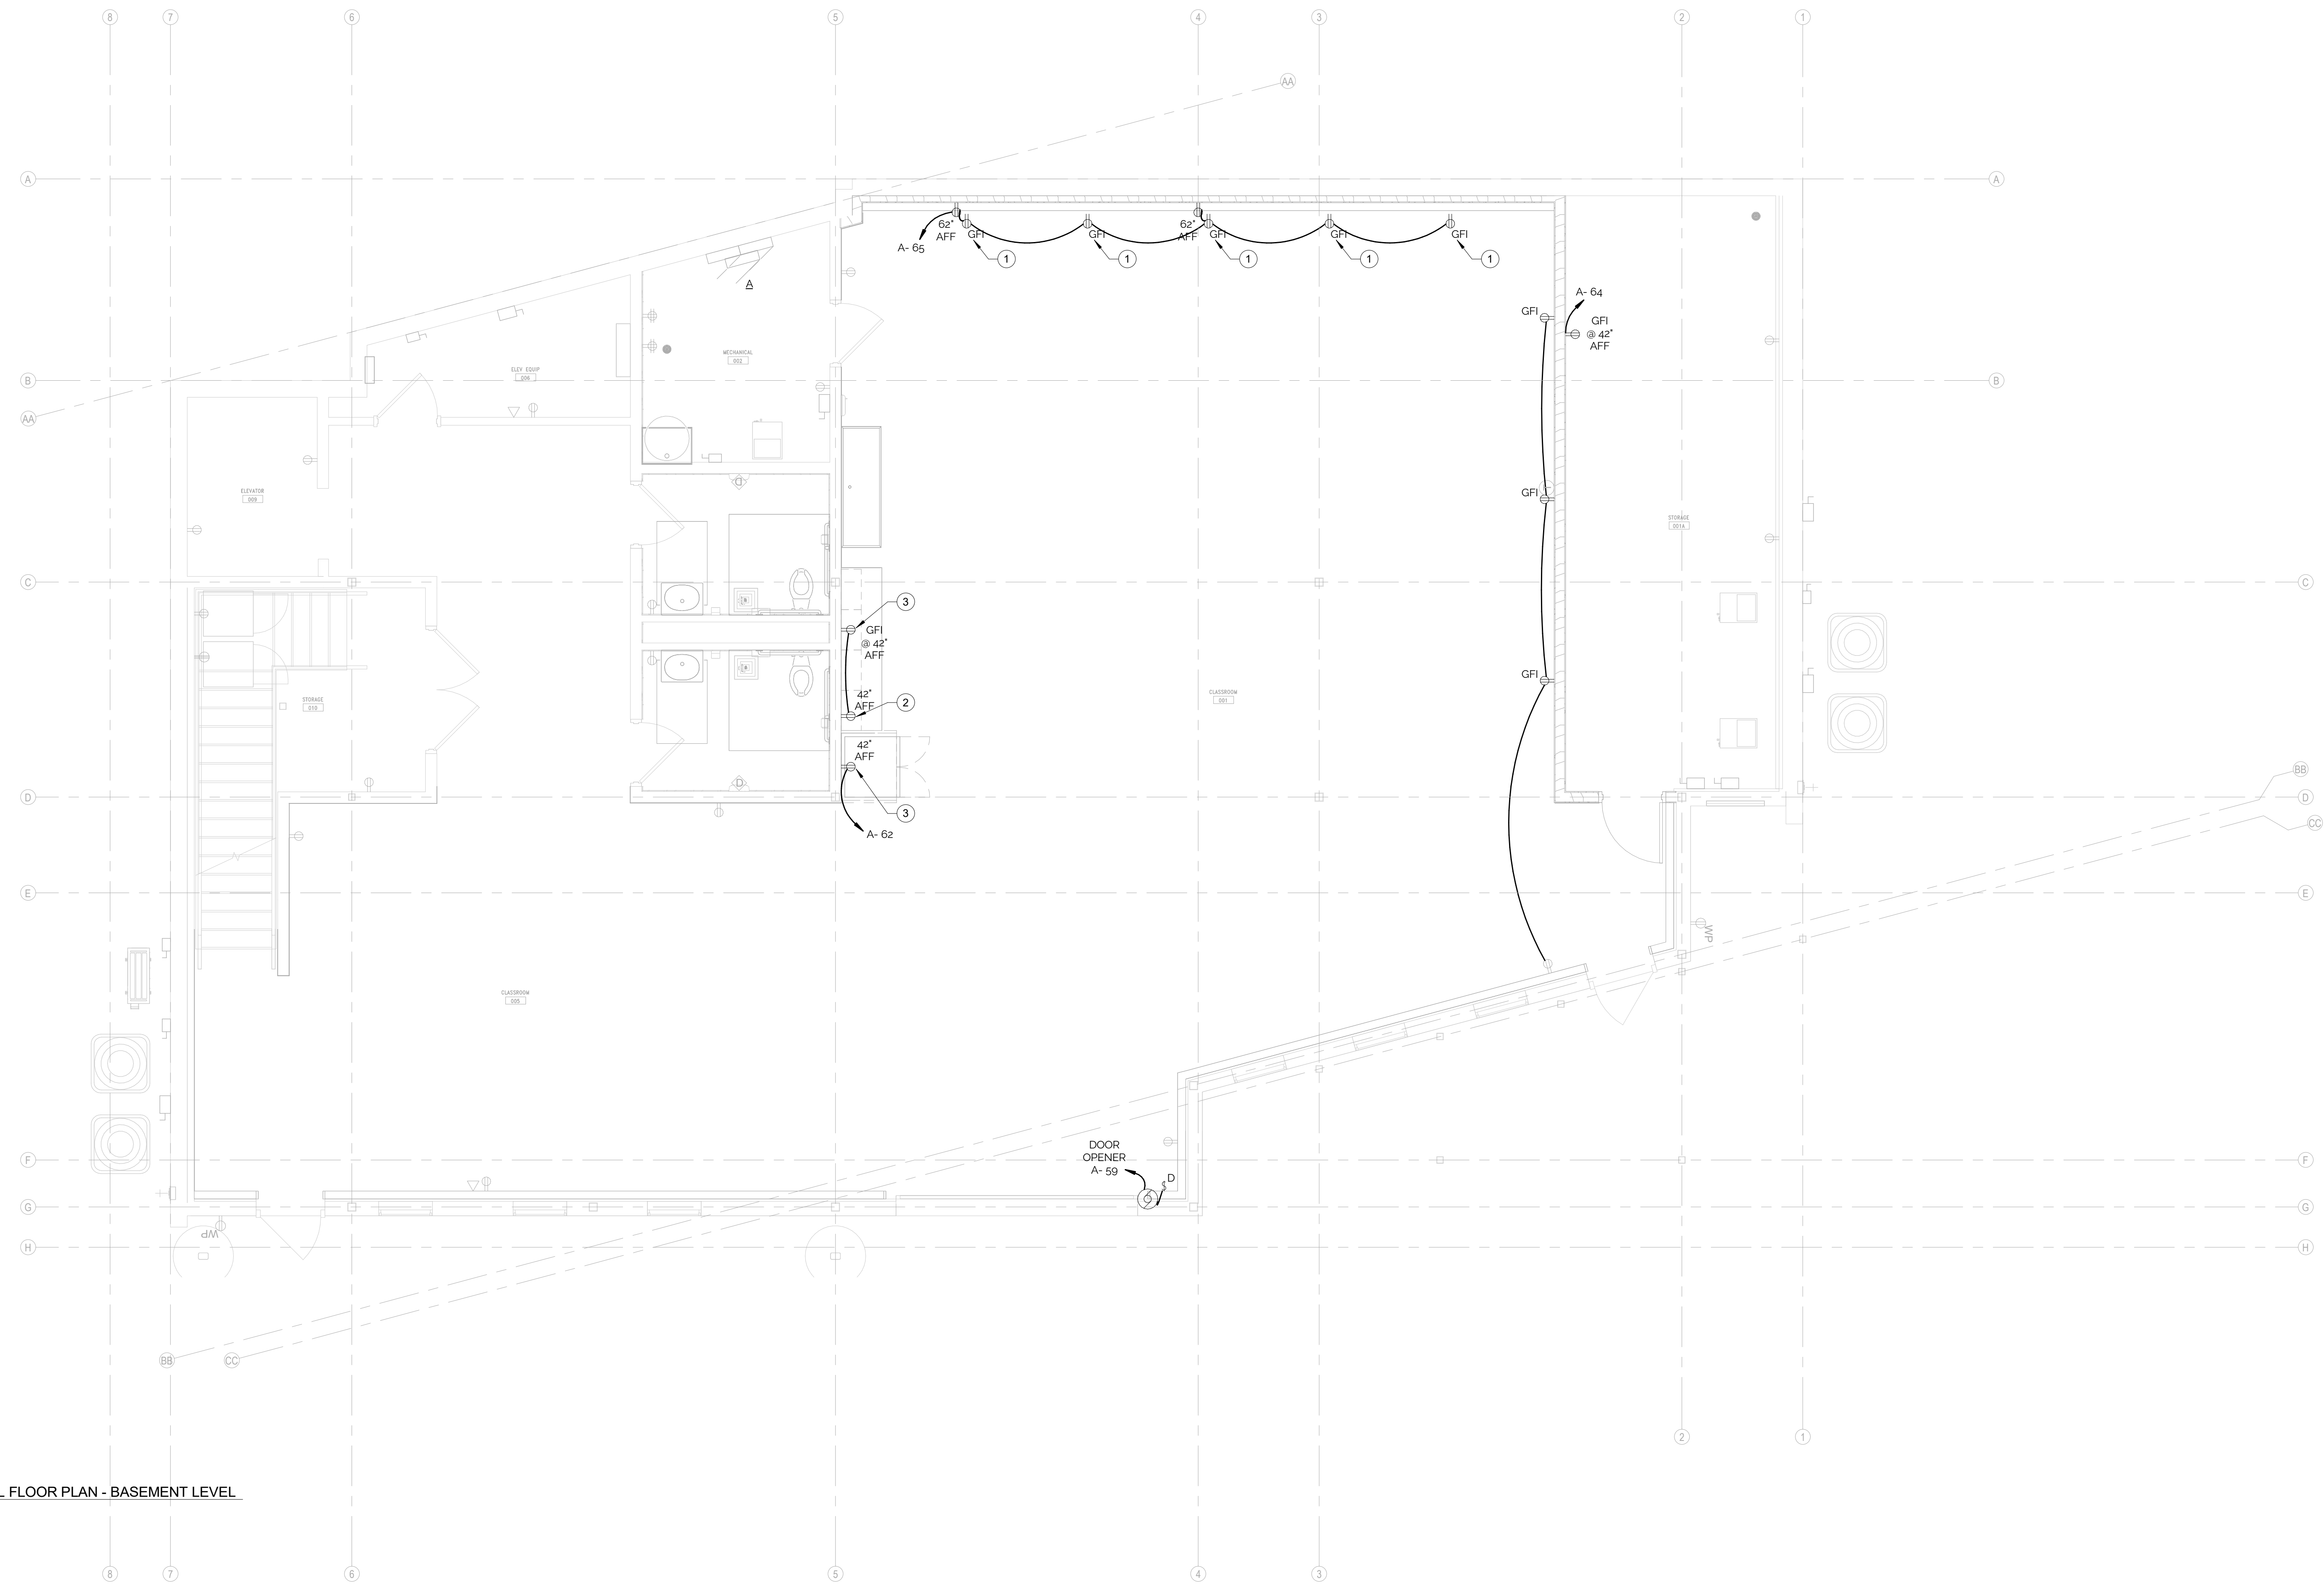 8
7
6
5
4
3
2
1
AA
A
A
62"
AFF
GFI
GFI
62"
AFF
GFI
GFI
GFI
A- 65
1
1
1
1
1
A
A- 64
GFI
GFI
@ 42"
AFF
MECHANICAL
002
ELEV EQUIP
006
B
B
AA
GFI
ELEVATOR
009
STORAGE
001A
C
C
3
GFI
@ 42"
AFF
GFI
STORAGE
010
CLASSROOM
001
42"
AFF
2
42"
AFF
BB
D
D
3
A- 62
CC
E
E
WP
CLASSROOM
005
DOOR
OPENER
A- 59
F
F
D
$
G
G
WP
H
H
BB
CC
2
1
L FLOOR PLAN - BASEMENT LEVEL
8
7
6
5
4
3